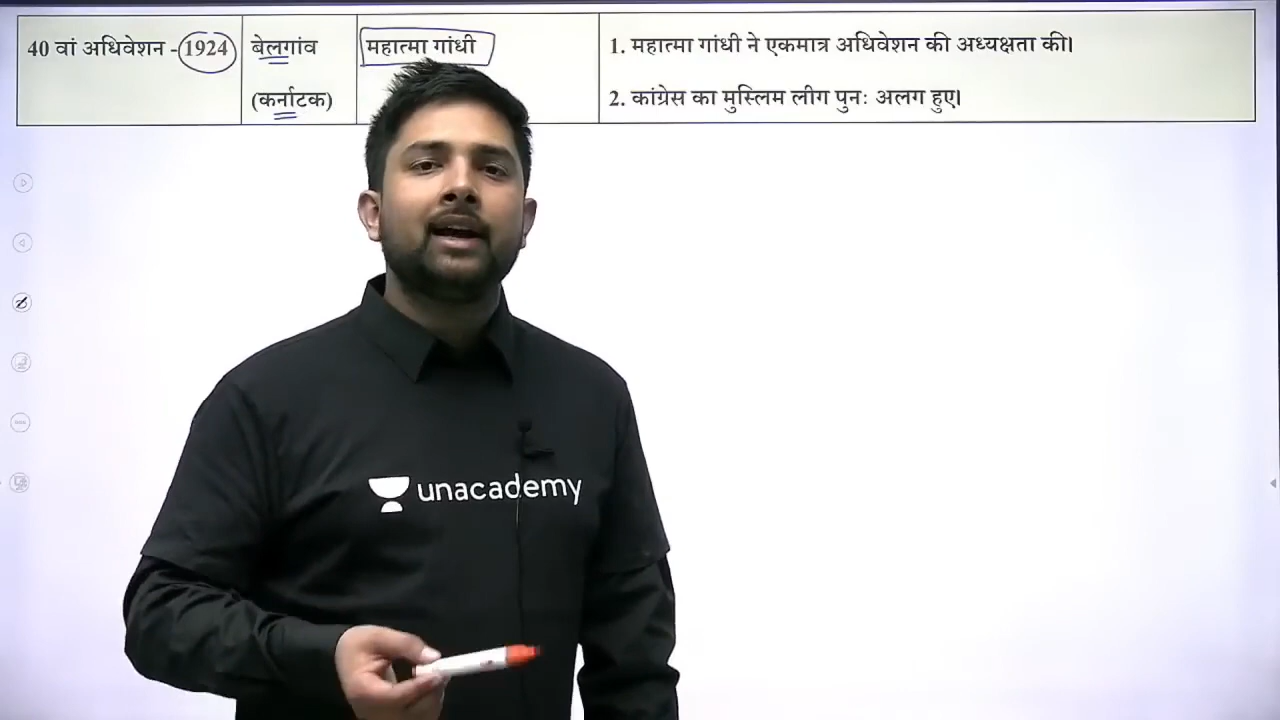 40 वां अधिवेशन -1924
बेलगांव
(कर्नाटक)
महात्मा गांधी
1. महात्मा गांधी ने एकमात्र अधिवेशन की अध्यक्षता की।
2. कांग्रेस का मुस्लिम लीग पुनः अलग हुए।
unacademy